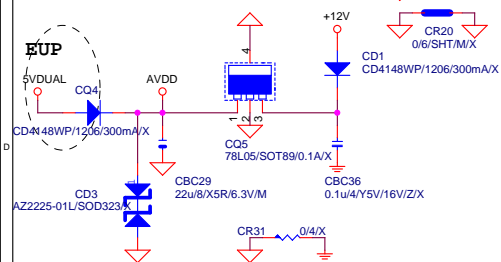 +12V
CR20
0/6/SHT/M/X
EUP
4
CD1
CD4148WP/1206/300mA/X
5VDUAL
AVDD
CQ4
CD4148WP/1206/300mA/X
1
2
3
CQ5
78L05/SOT89/0.1A/X
D
CBC29
22u/8/X5R/6.3V/M
CBC36
0.1u/4/Y5V/16V/Z/X
CD3
AZ2225-01L/SOD323/X
1
CR31
0/4/X